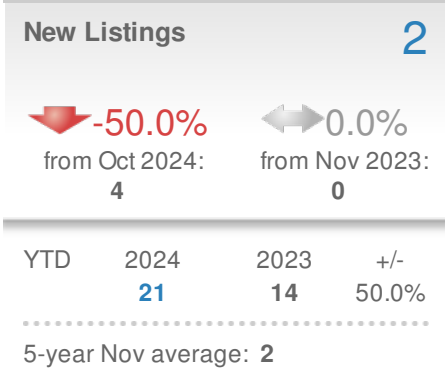 New Listings 2
-50.0% 0.0%
from Oct 2024: from Nov 2023:
4 0
YTD 2024 2023 +/-
21 14 50.0%
5-year Nov average: 2